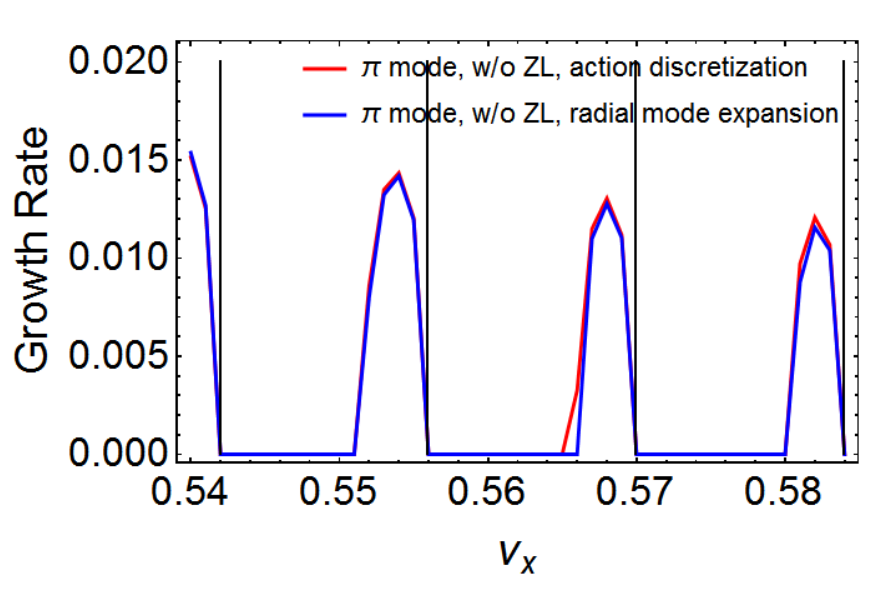 0.020
π mode, w/o ZL, action discretization
π mode, w/o ZL, radial mode expansion
0.015
0.010
0.005
0.000
Growth Rate
0.54 0.55 0.56 0.57 0.58
νx